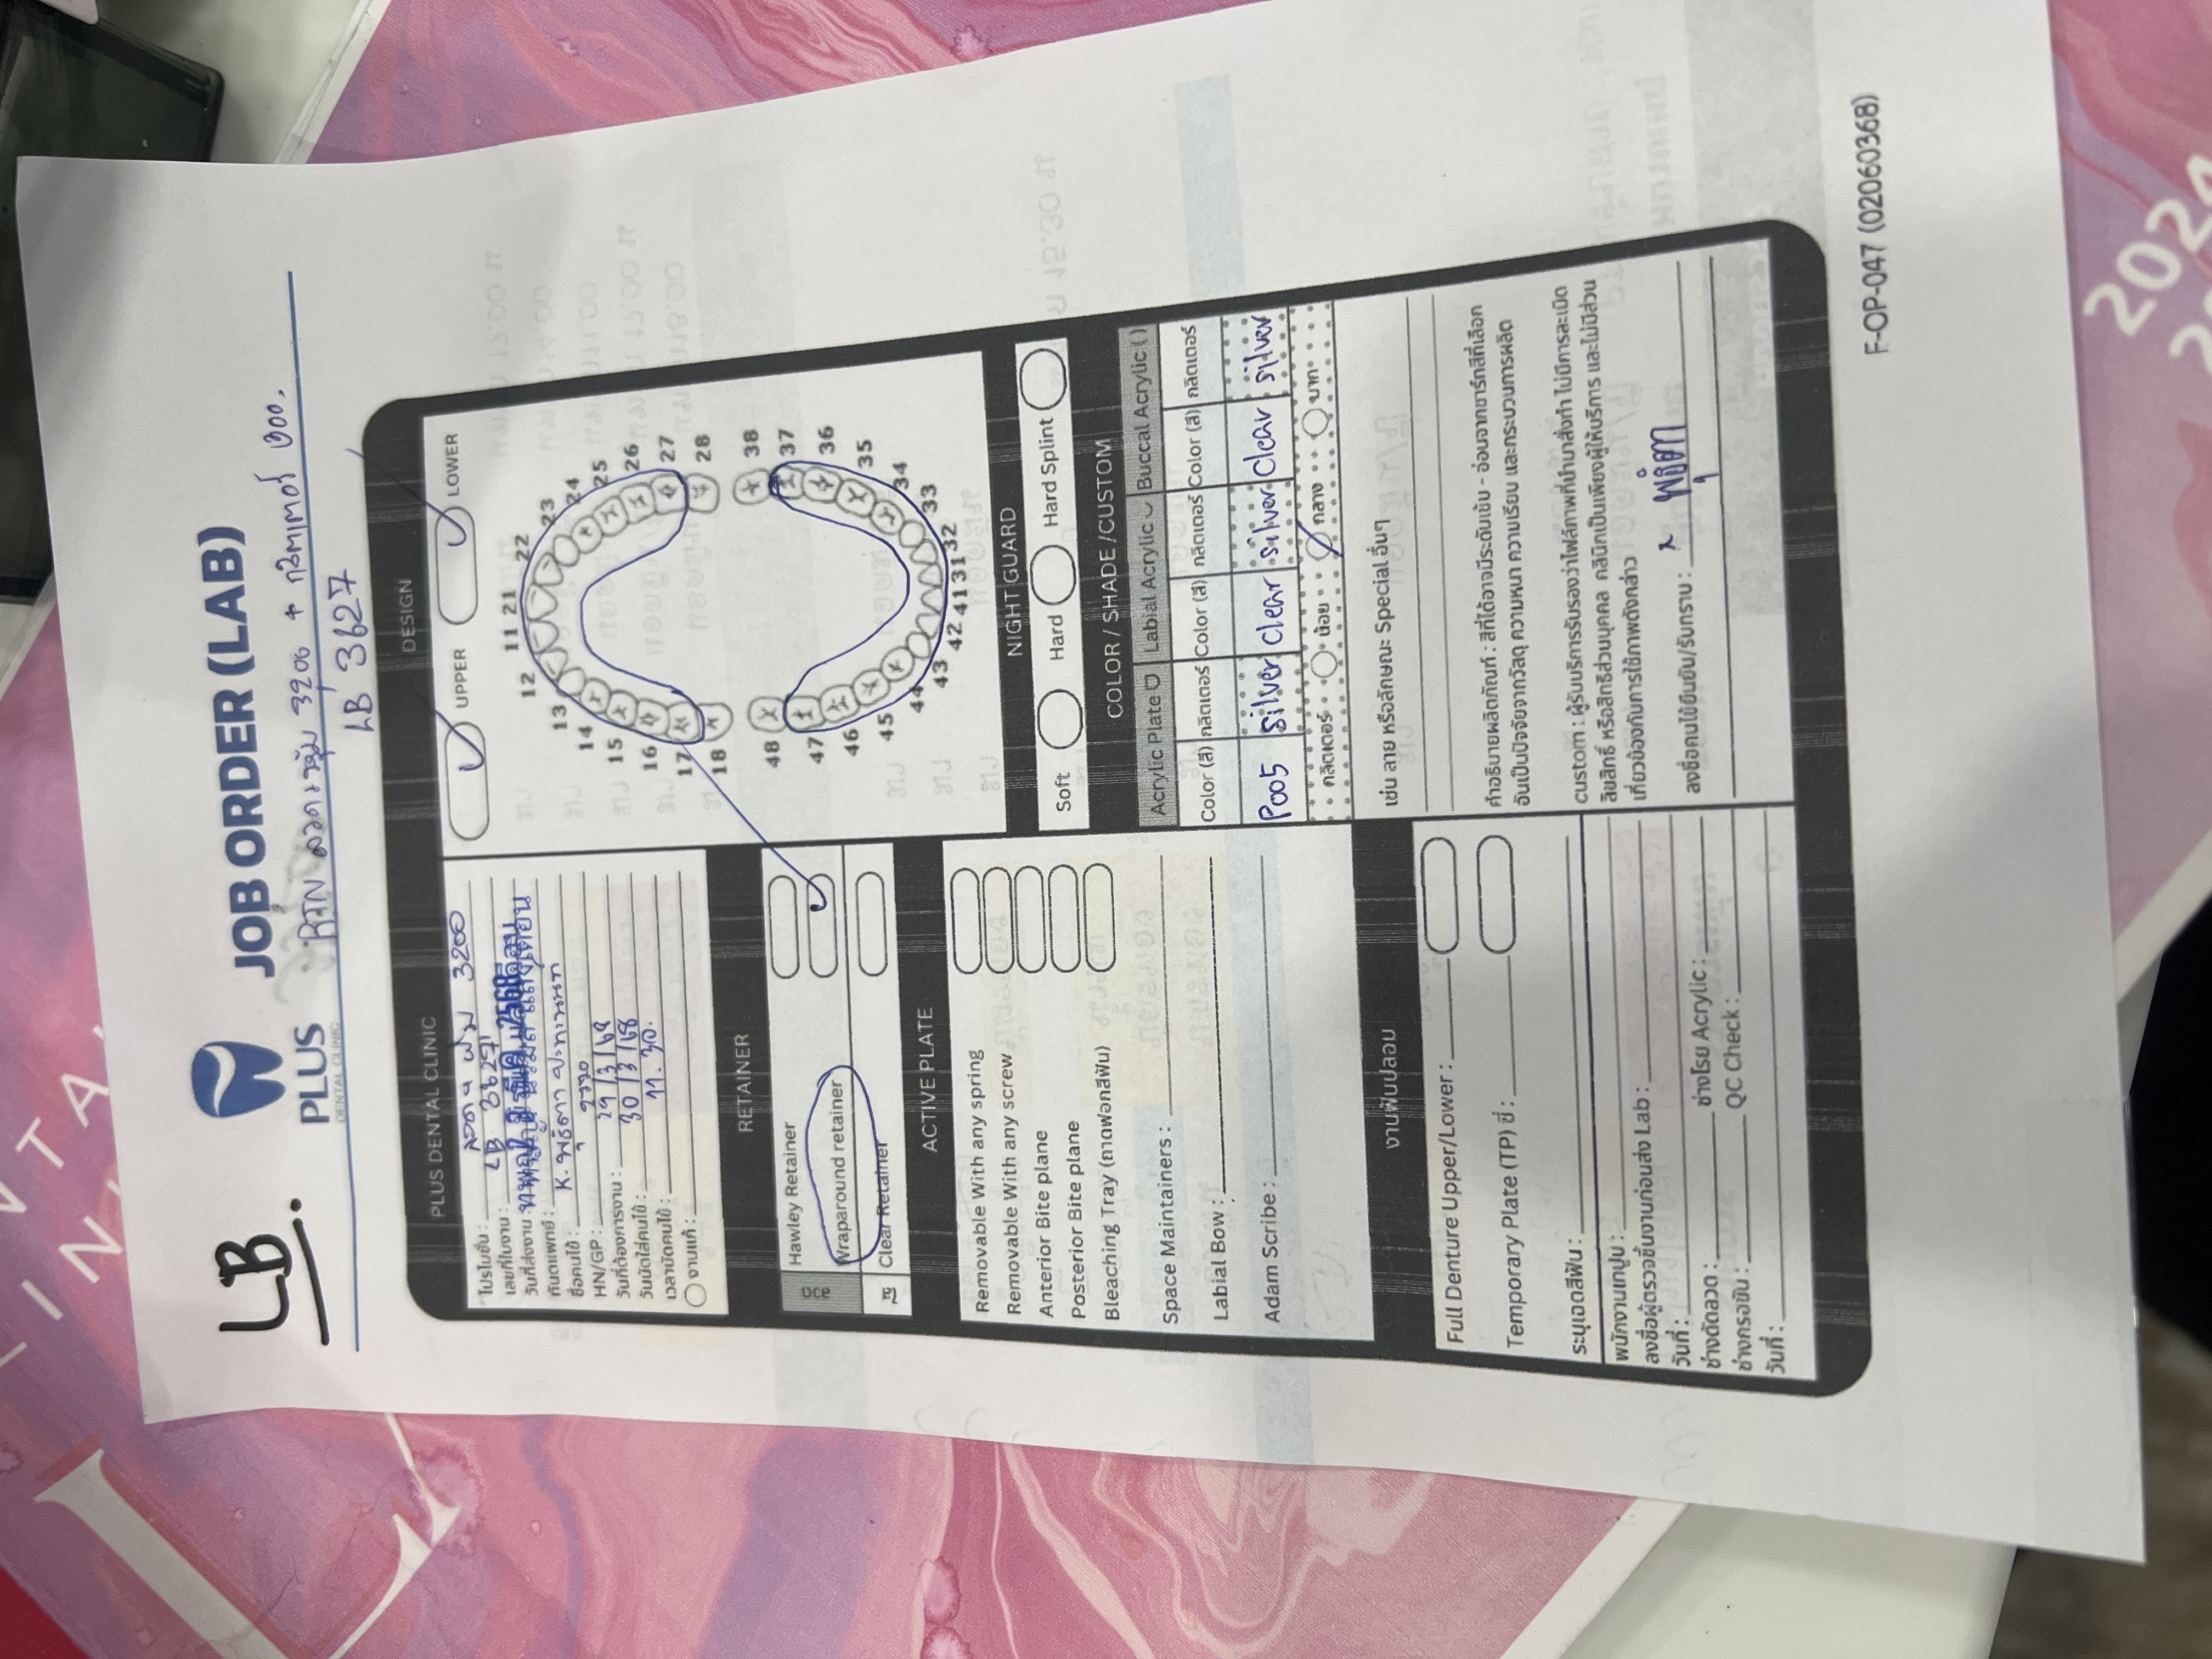 LB.
PLUS
DENTAL CLINIC
JOB ORDER (LAB)
RTN ลวดหุ้ม 3200 + กลิตเตอร์ 200.
LB 3627
PLUS DENTAL CLINIC
โปรโมชั่น : ลวดหุ้ม 3200
เลขที่ใบงาน : LB 3627
วันที่ส่งงาน :
ทันตแพทย์ :
ชื่อคนไข้ : K.
HN/GP :
วันที่ต้องการงาน : 29/3/68
วันนัดใส่คนไข้ : 30/3/68
เวลานัดคนไข้ : 11.30.
งานแก้ :
RETAINER
ลวด
Hawley Retainer
Wraparound retainer
ใส
Clear Retainer
ACTIVE PLATE
Removable With any spring
Removable With any screw
Anterior Bite plane
Posterior Bite plane
Bleaching Tray (ถาดฟอกสีฟัน)
Space Maintainers :
Labial Bow :
Adam Scribe :
งานฟันปลอม
Full Denture Upper/Lower :
Temporary Plate (TP) ซี่ :
ระบุเฉดสีฟัน :
พนักงานเทปูน :
ลงชื่อผู้ตรวจชิ้นงานก่อนส่ง Lab :
วันที่ :
ช่างดัดลวด : ช่างโรย Acrylic :
ช่างกรอขัน : QC Check :
วันที่ :
DESIGN
UPPER LOWER
11 21
12 22
13 23
14 24
15 25
16 26
17 27
18 28
48 38
47 37
46 36
45 35
44 34
43 33
42 41 31 32
NIGHT GUARD
Soft Hard Hard Splint
COLOR / SHADE / CUSTOM
Acrylic Plate Labial Acrylic Buccal Acrylic ( )
Color (สี) กลิตเตอร์ Color (สี) กลิตเตอร์ Color (สี) กลิตเตอร์
P005 silver clear silver clear silver
กลิตเตอร์ น้อย กลาง มาก
เช่น ลาย หรือลักษณะ Special อื่นๆ
คำอธิบายผลิตภัณฑ์ : สีที่ได้อาจมีระดับเข้ม - อ่อนจากชาร์ทสีที่เลือก
อันเป็นปัจจัยจากวัสดุ ความหนา ความเรียบ และกระบวนการผลิต
custom : ผู้รับบริการรับรองว่าไฟล์ภาพที่นำมาสั่งทำ ไม่มีการละเมิด
ลิขสิทธิ์ หรือสิทธิส่วนบุคคล คลินิกเป็นเพียงผู้ให้บริการ และไม่มีส่วน
เกี่ยวข้องกับการใช้ภาพดังกล่าว
ลงชื่อคนไข้ยืนยัน/รับทราบ :
F-OP-047 (02060368)
2024